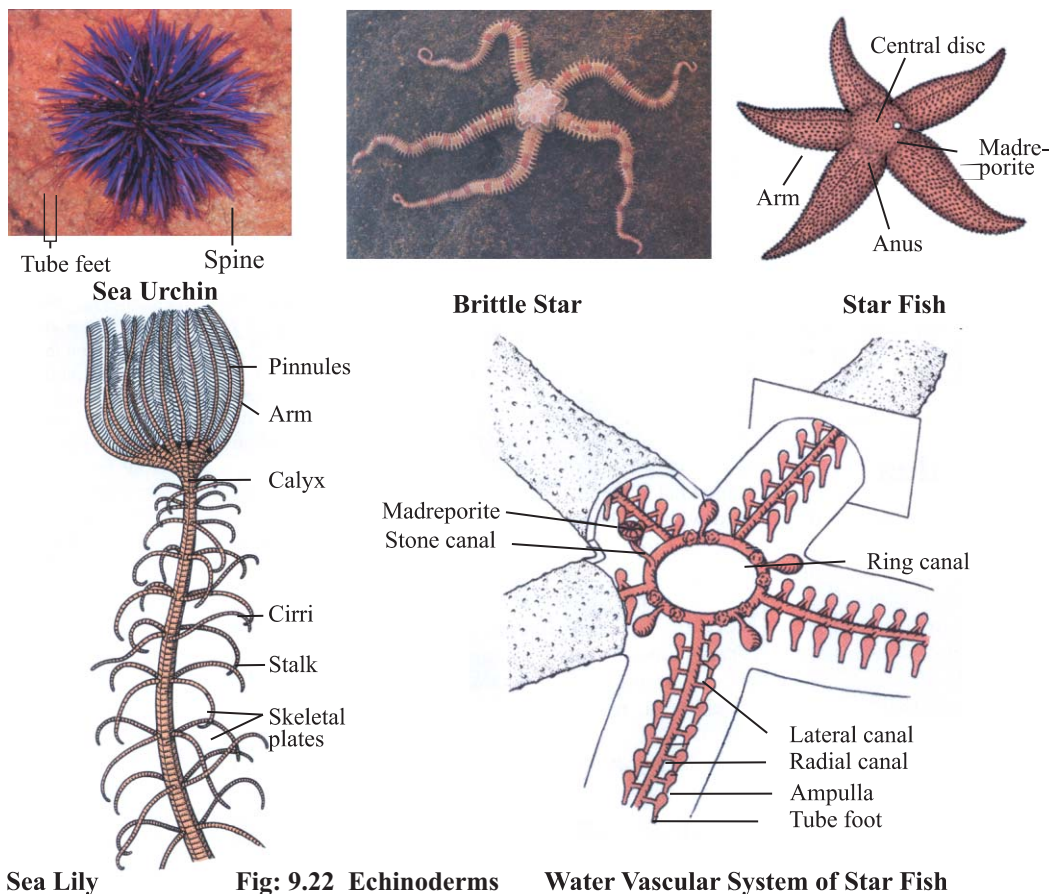 Central disc
Madre-
porite
Arm
Anus
Tube feet
Spine
Sea Urchin
Brittle Star
Star Fish
Pinnules
Arm
Calyx
Cirri
Stalk
Skeletal
plates
Madreporite
Stone canal
Ring canal
Lateral canal
Radial canal
Ampulla
Tube foot
Sea Lily
Fig: 9.22 Echinoderms
Water Vascular System of Star Fish